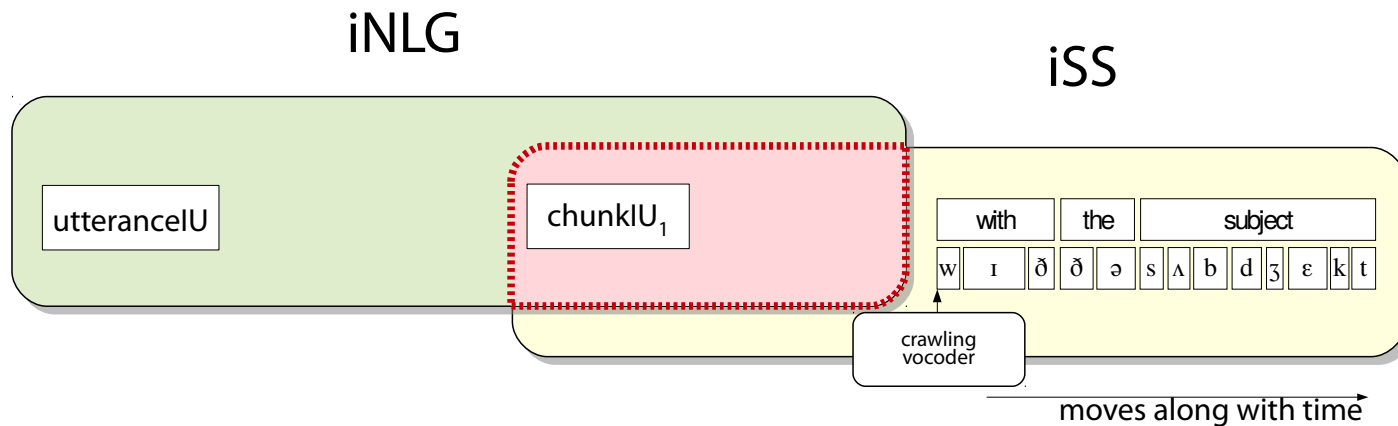 iNLG
iSS
utteranceIU
chunkIU₁
with the subject
w ɪ ð ð ə s ʌ b d ʒ ɛ k t
crawling
vocoder
moves along with time